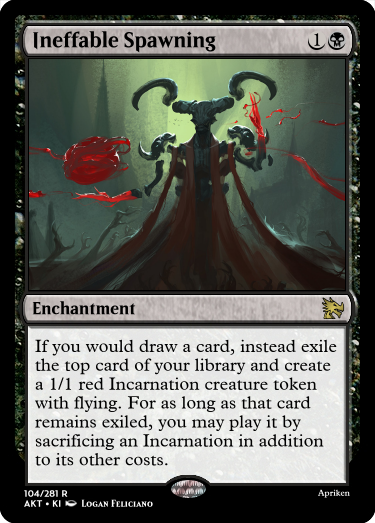 Ineffable Spawning 1
Enchantment
If you would draw a card, instead exile
the top card of your library and create
a 1/1 red Incarnation creature token
with flying. For as long as that card
remains exiled, you may play it by
sacrificing an Incarnation in addition
to its other costs.
104/281 R Apriken
AKT • KI LOGAN FELICIANO